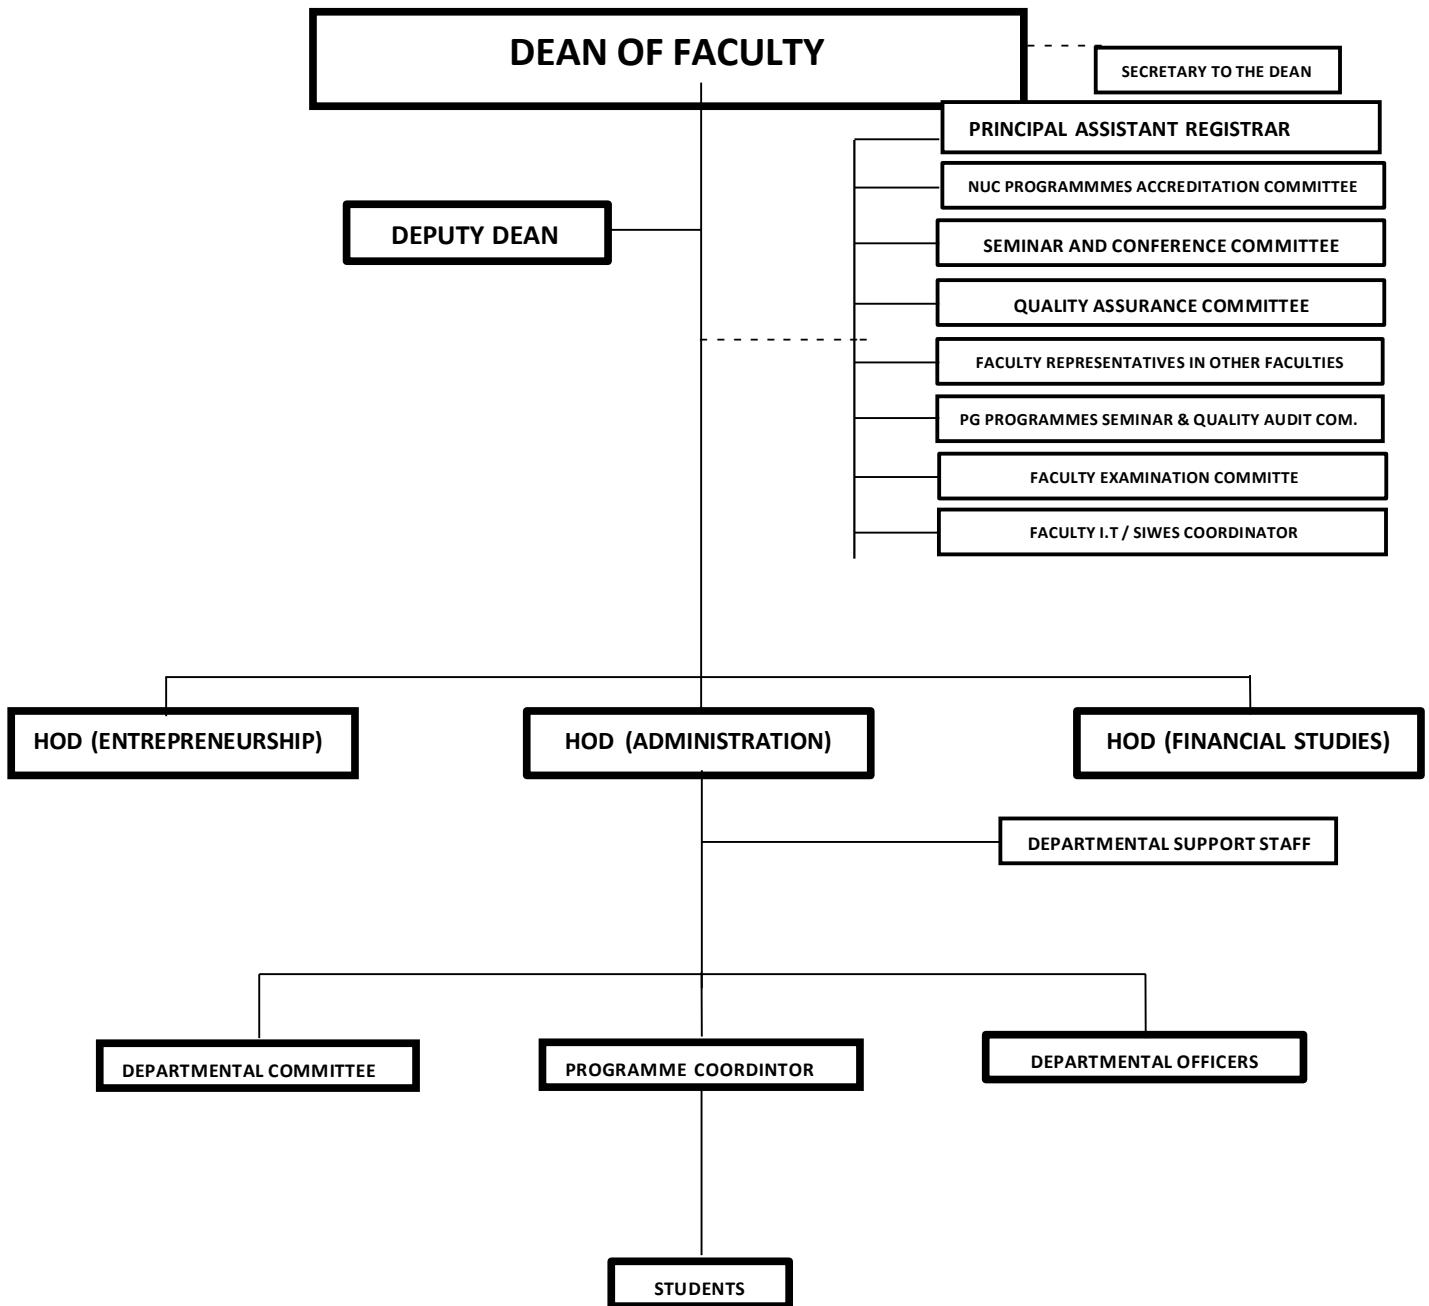 DEAN OF FACULTY
SECRETARY TO THE DEAN
PRINCIPAL ASSISTANT REGISTRAR
NUC PROGRAMMMES ACCREDITATION COMMITTEE
DEPUTY DEAN
SEMINAR AND CONFERENCE COMMITTEE
QUALITY ASSURANCE COMMITTEE
FACULTY REPRESENTATIVES IN OTHER FACULTIES
PG PROGRAMMES SEMINAR & QUALITY AUDIT COM.
FACULTY EXAMINATION COMMITTE
FACULTY I.T / SIWES COORDINATOR
HOD (ENTREPRENEURSHIP)
HOD (ADMINISTRATION)
HOD (FINANCIAL STUDIES)
DEPARTMENTAL SUPPORT STAFF
DEPARTMENTAL COMMITTEE
PROGRAMME COORDINTOR
DEPARTMENTAL OFFICERS
STUDENTS